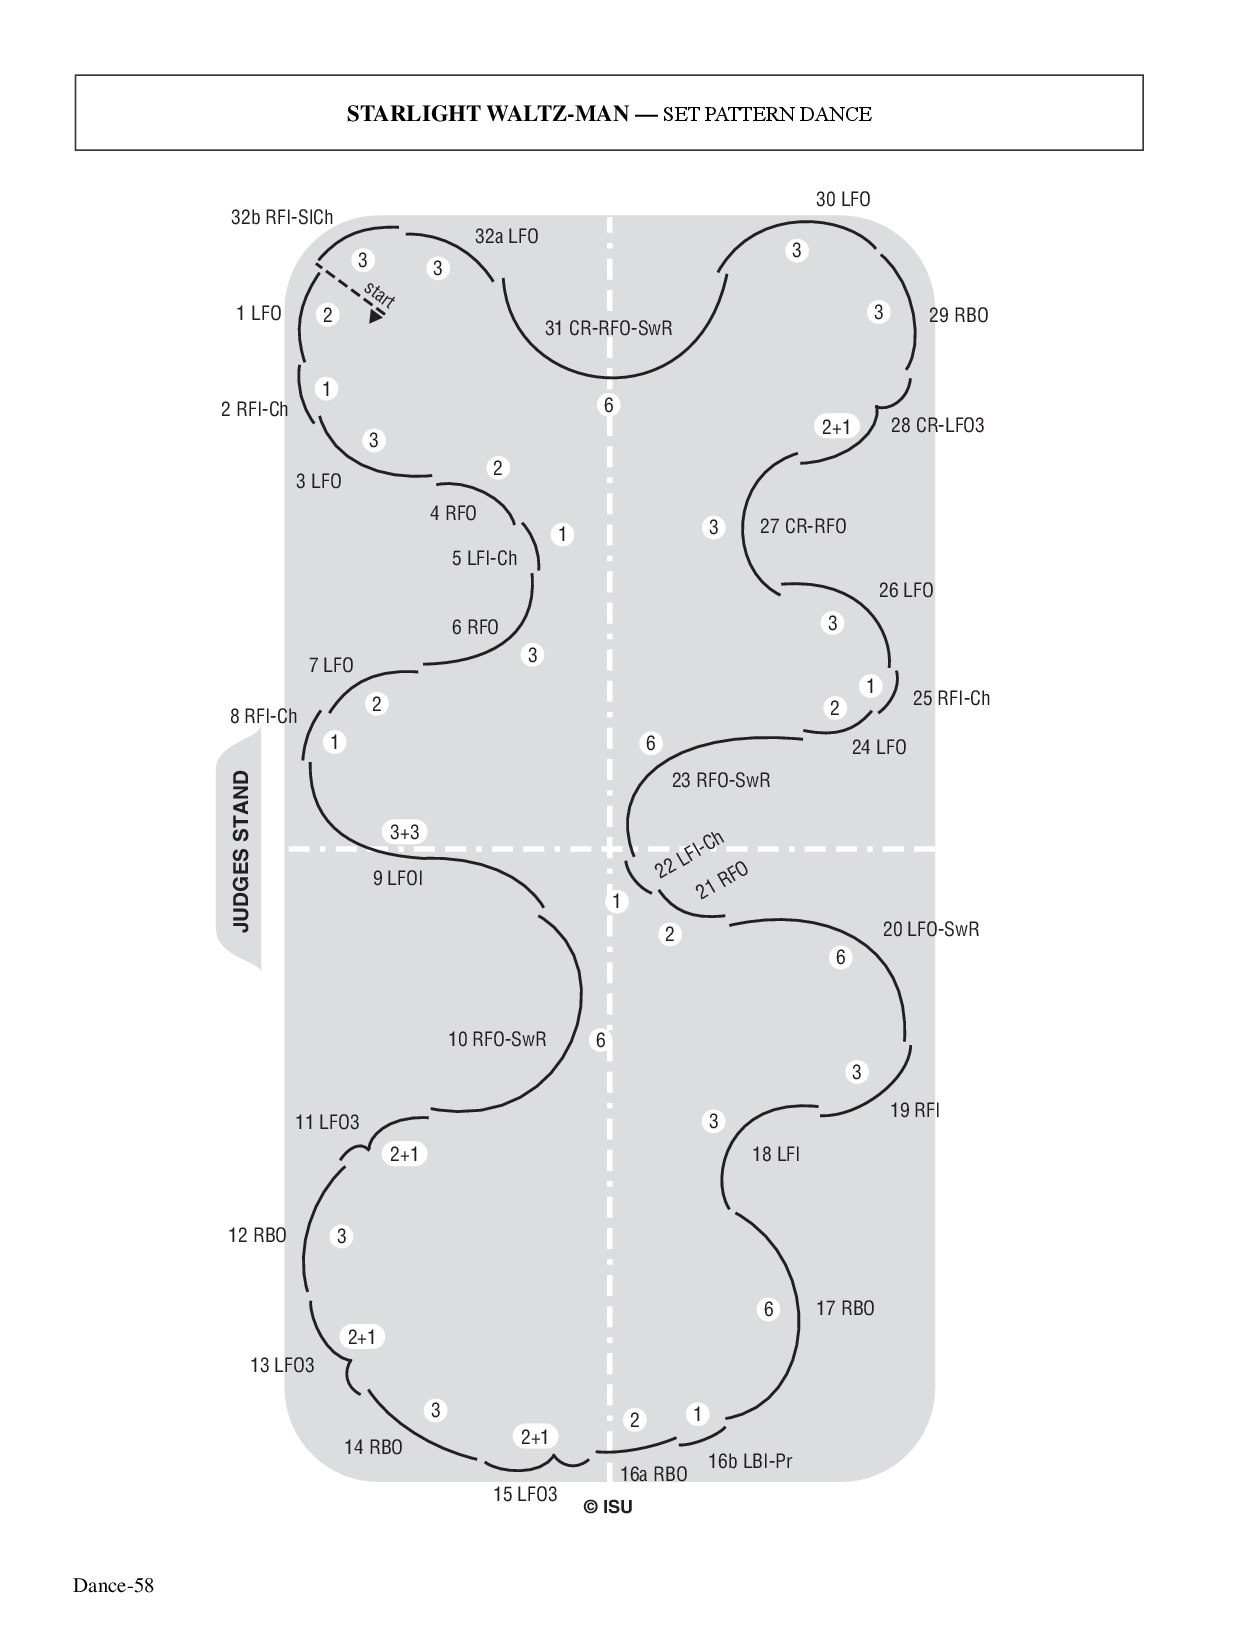 STARLIGHT WALTZ-MAN — SET PATTERN DANCE
30 LFO
32b RFI-SlCh
32a LFO
3
3
3
start
1 LFO
2
3
29 RBO
31 CR-RFO-SwR
1
6
2 RFI-Ch
2+1
28 CR-LFO3
3
2
3 LFO
4 RFO
1
3
27 CR-RFO
5 LFI-Ch
26 LFO
6 RFO
3
3
7 LFO
1
25 RFI-Ch
2
2
8 RFI-Ch
1
6
24 LFO
23 RFO-SwR
JUDGES STAND
3+3
22 LFI-Ch
9 LFOI
21 RFO
1
2
20 LFO-SwR
6
10 RFO-SwR
6
3
19 RFI
11 LFO3
3
2+1
18 LFI
12 RBO
3
6
17 RBO
2+1
13 LFO3
3
2
1
14 RBO
2+1
16b LBI-Pr
16a RBO
15 LFO3
© ISU
Dance-58